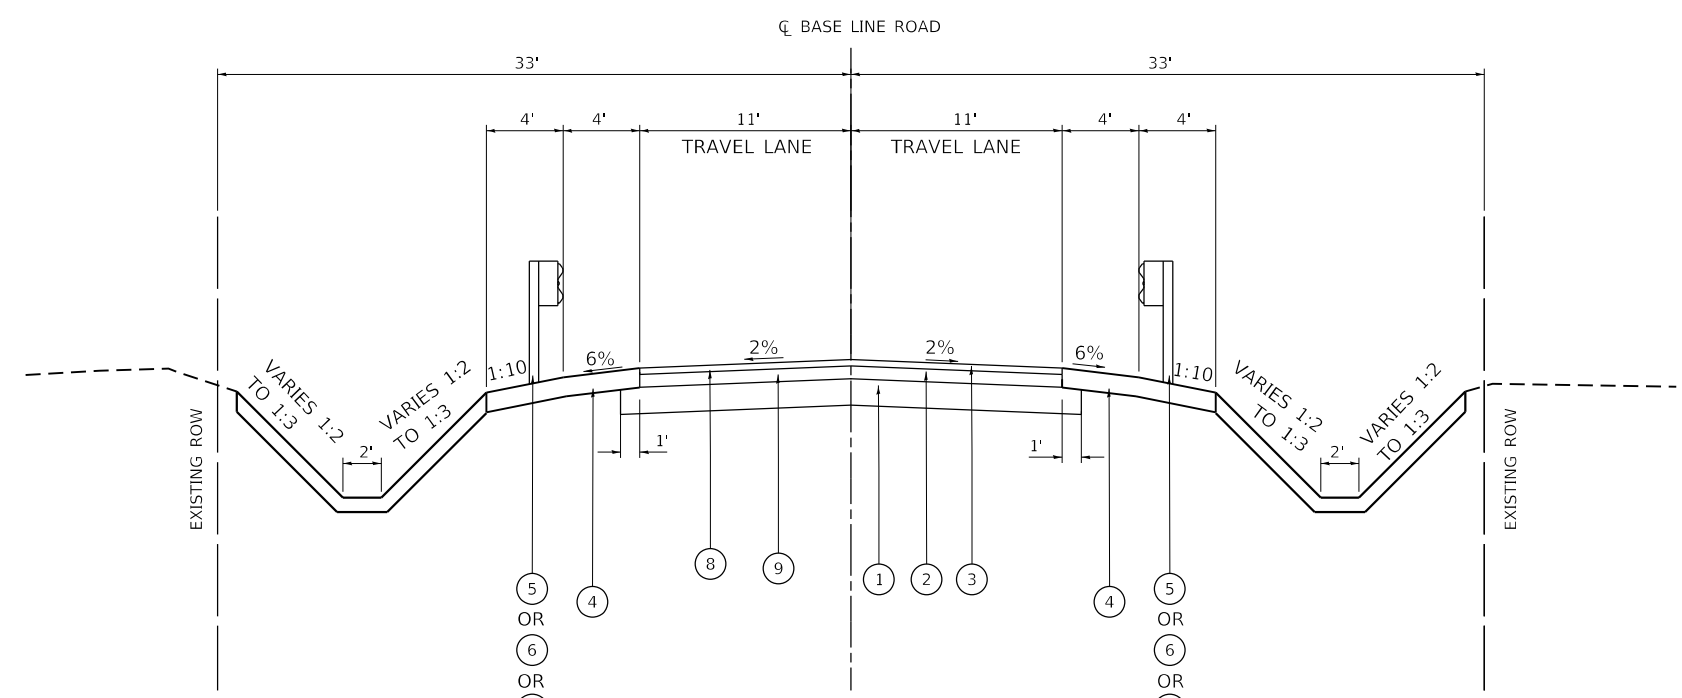 ℄ BASE LINE ROAD
33' 33'
4' 4' 11' 11' 4' 4'
TRAVEL LANE TRAVEL LANE
2% 2%
6% 6%
1:10 1:10
VARIES 1:2
TO 1:3
VARIES 1:2
TO 1:3
VARIES 1:2
TO 1:3
VARIES 1:2
TO 1:3
2' 1' 1' 2'
EXISTING ROW
EXISTING ROW
8 9 1 2 3
5 4 4 5
OR OR
6 6
OR OR